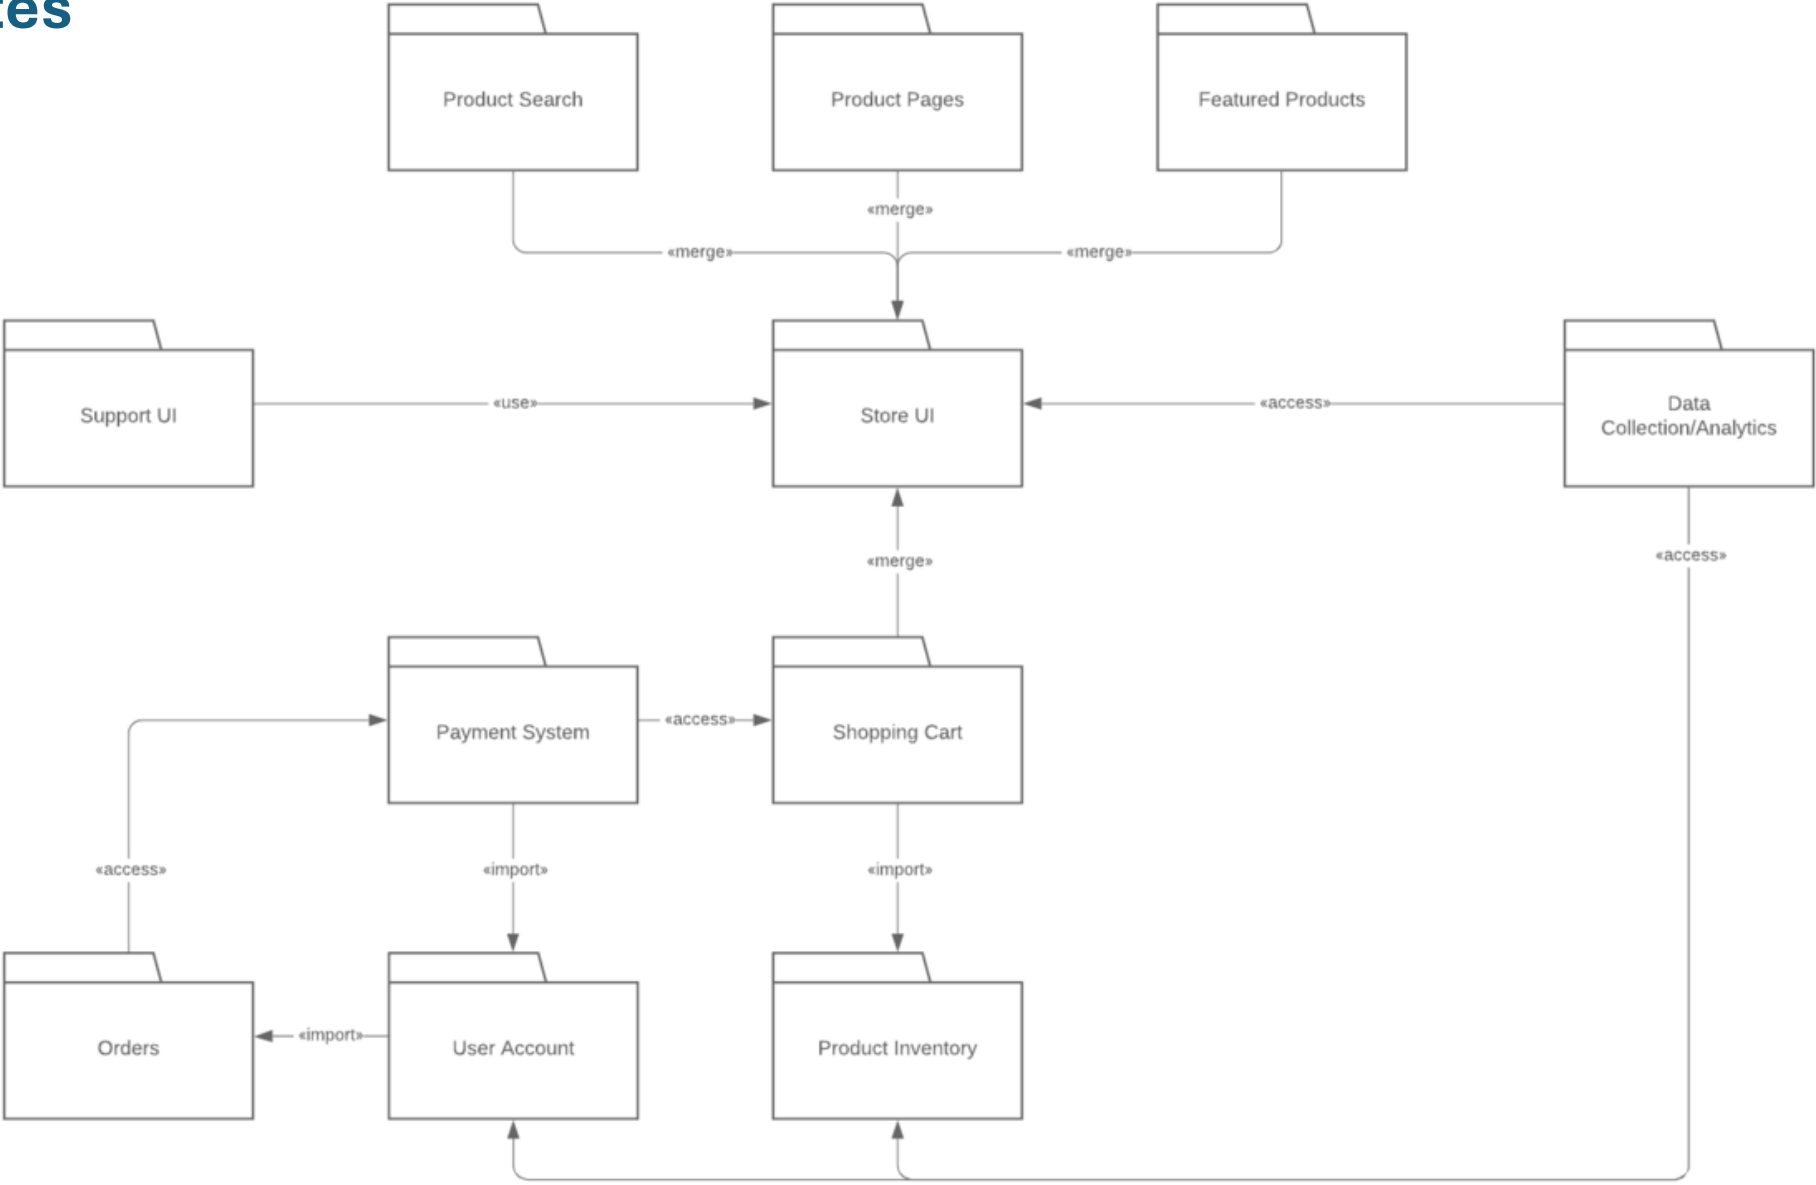 tes
Product Search
Product Pages
Featured Products
«merge»
«merge»
«merge»
Support UI
«use»
Store UI
«access»
Data
Collection/Analytics
«merge»
«access»
Payment System
«access»
Shopping Cart
«access»
«import»
«import»
Orders
«import»
User Account
Product Inventory